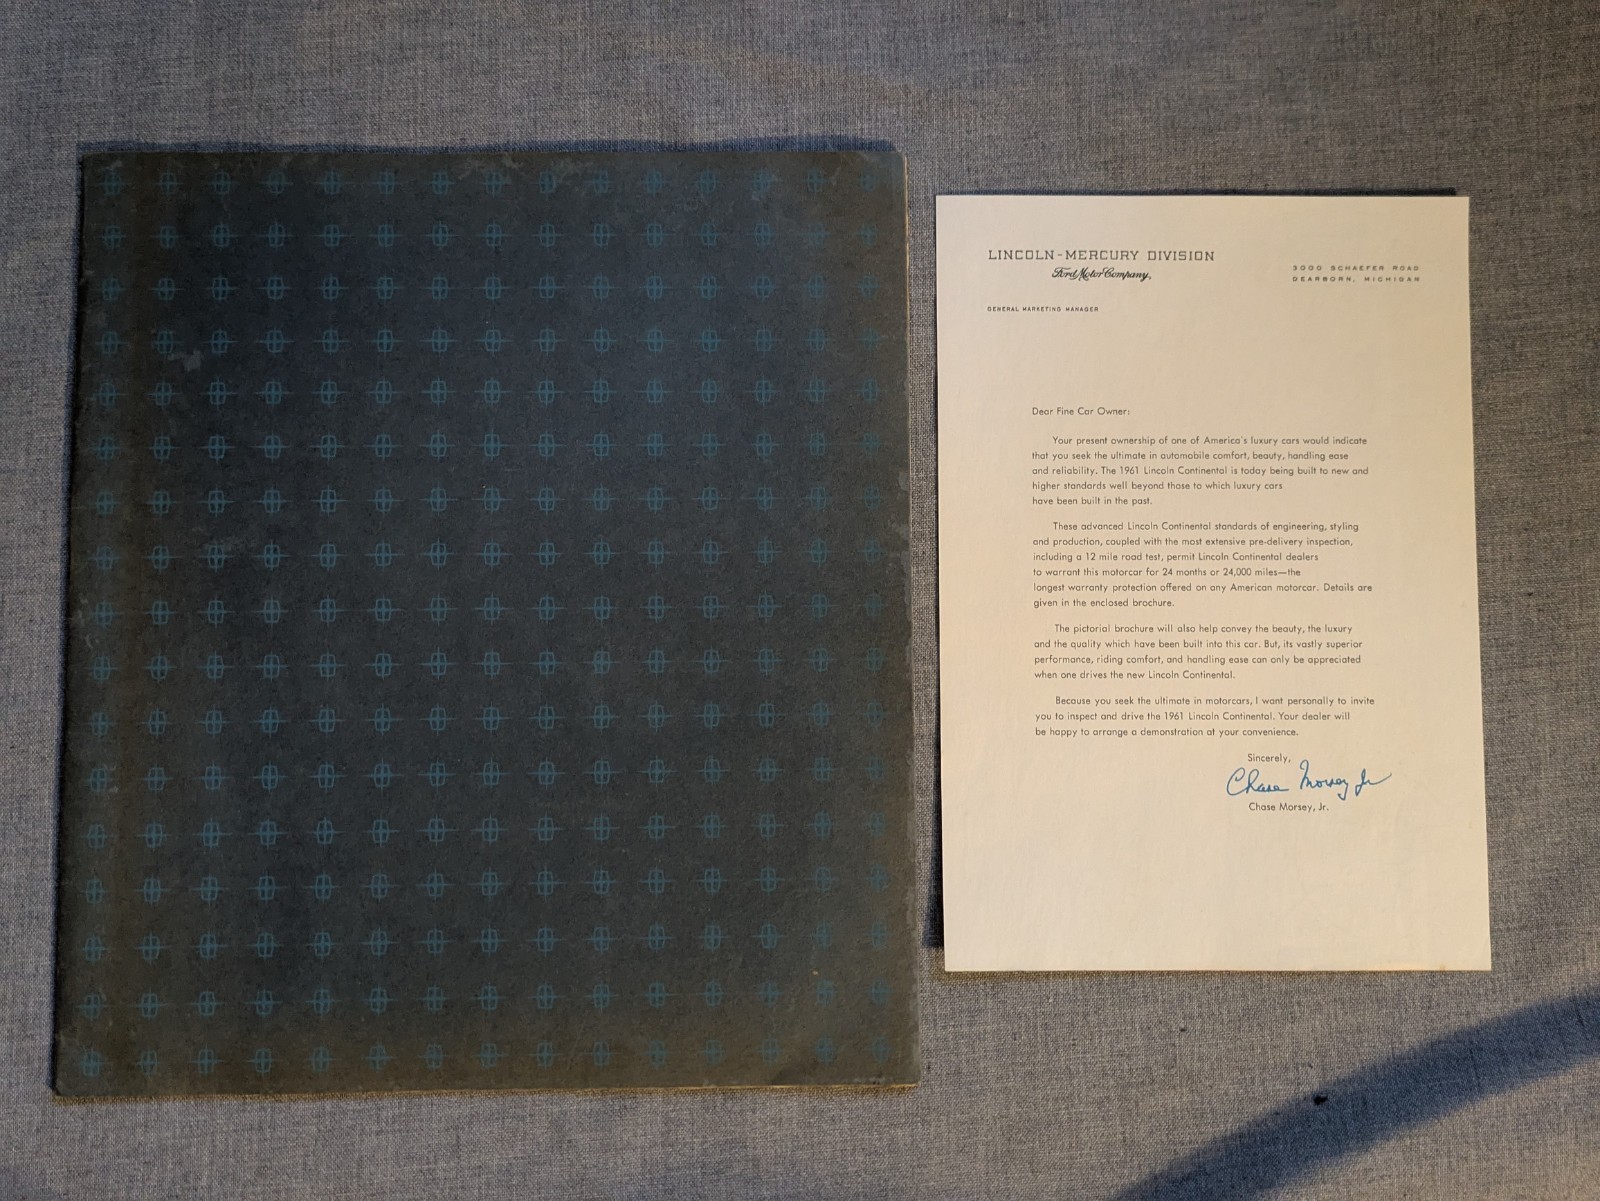 LINCOLN-MERCURY DIVISION
Ford Motor Company,
3000 SCHAEFER ROAD
DEARBORN, MICHIGAN
GENERAL MARKETING MANAGER
Dear Fine Car Owner:
Your present ownership of one of America's luxury cars would indicate
that you seek the ultimate in automobile comfort, beauty, handling ease
and reliability. The 1961 Lincoln Continental is today being built to new and
higher standards well beyond those to which luxury cars
have been built in the past.
These advanced Lincoln Continental standards of engineering, styling
and production, coupled with the most extensive pre-delivery inspection,
including a 12 mile road test, permit Lincoln Continental dealers
to warrant this motorcar for 24 months or 24,000 miles—the
longest warranty protection offered on any American motorcar. Details are
given in the enclosed brochure.
The pictorial brochure will also help convey the beauty, the luxury
and the quality which have been built into this car. But, its vastly superior
performance, riding comfort, and handling ease can only be appreciated
when one drives the new Lincoln Continental.
Because you seek the ultimate in motorcars, I want personally to invite
you to inspect and drive the 1961 Lincoln Continental. Your dealer will
be happy to arrange a demonstration at your convenience.
Sincerely,
Chase Morsey Jr
Chase Morsey, Jr.